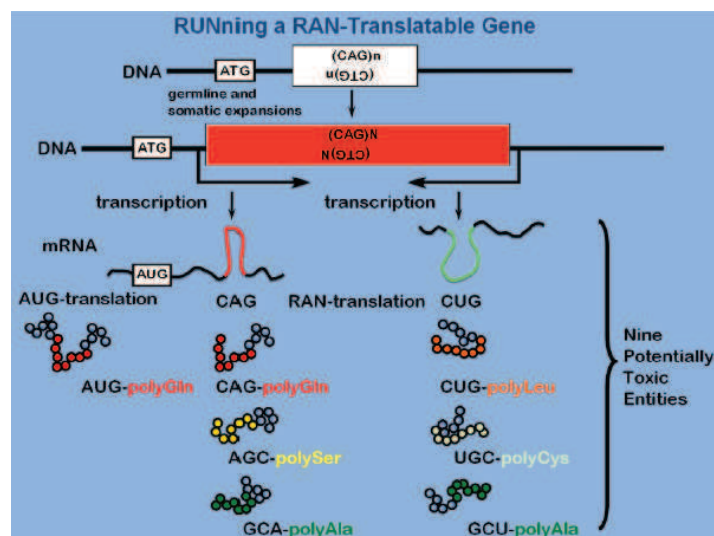 RUNning a RAN-Translatable Gene
DNA
ATG
(CAG)n
(CTG)n
germline and
somatic expansions
DNA
ATG
(CAG)N
(CTG)N
transcription
transcription
mRNA
AUG
AUG-translation
CAG
RAN-translation
CUG
AUG-polyGln
CAG-polyGln
CUG-polyLeu
AGC-polySer
UGC-polyCys
GCA-polyAla
GCU-polyAla
Nine
Potentially
Toxic
Entities